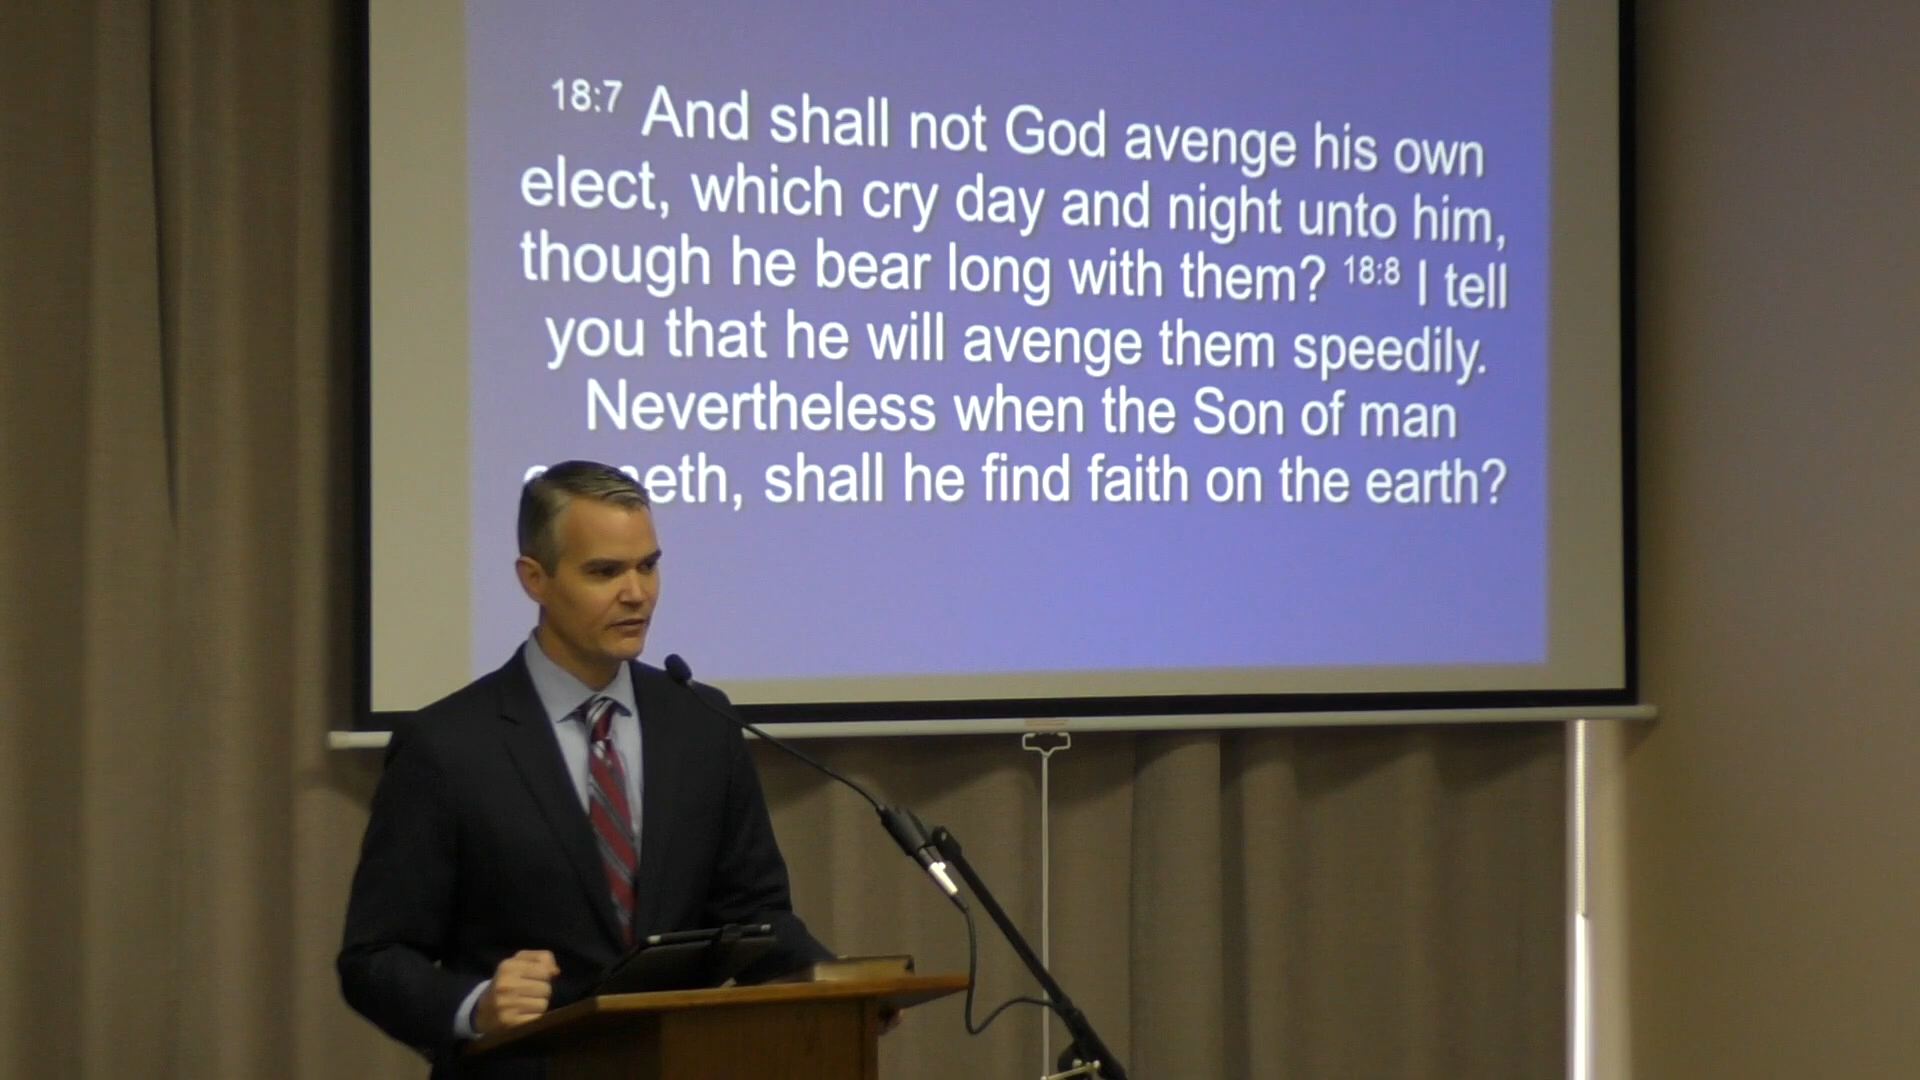 18:7 And shall not God avenge his own
elect, which cry day and night unto him,
though he bear long with them? 18:8 I tell
you that he will avenge them speedily.
Nevertheless when the Son of man
shall he find faith on the earth?